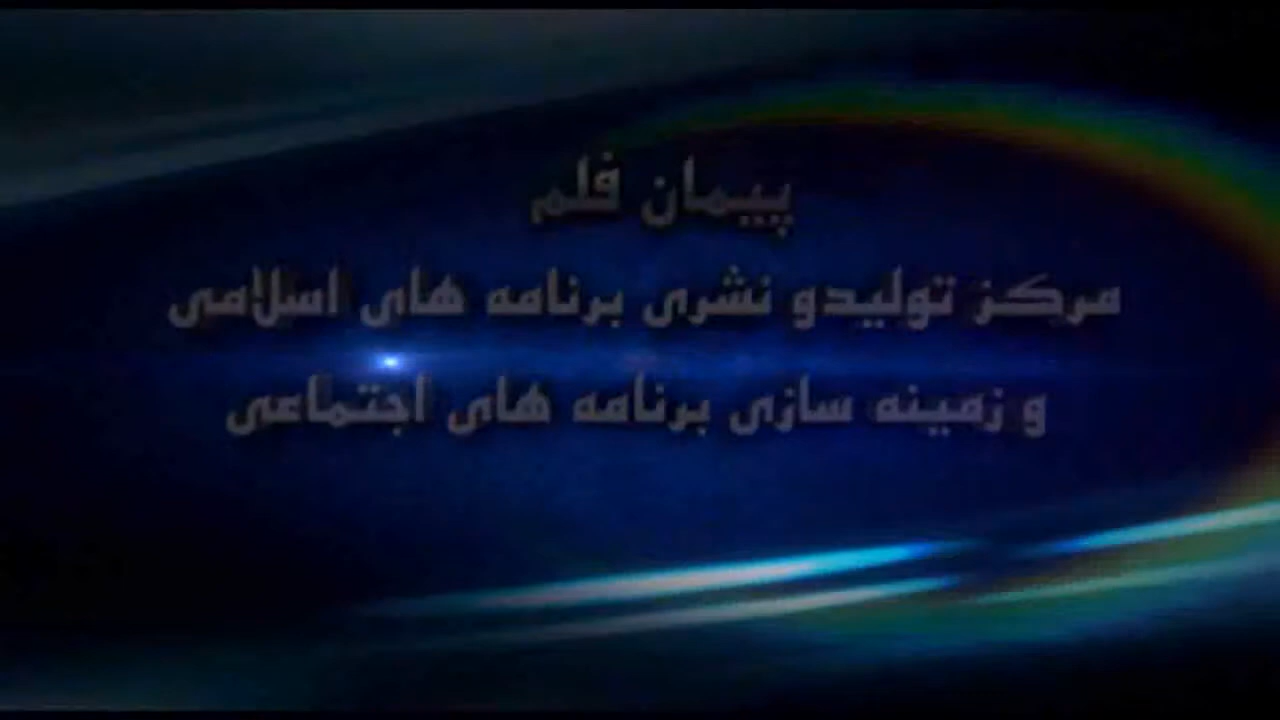 پیمان فلم
مرکز تولیدو نشری برنامه های اسلامی
و زمینه سازی برنامه های اجتماعی